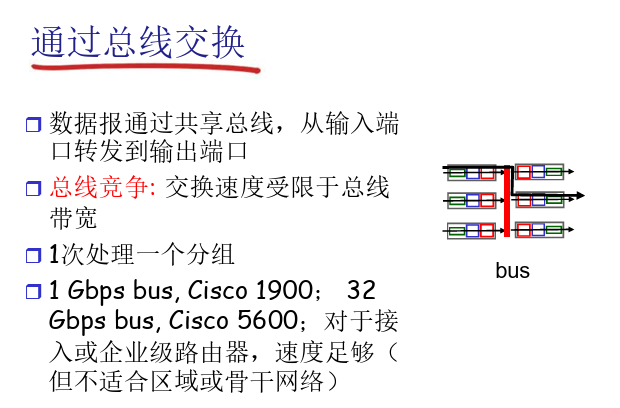 通过总线交换
数据报通过共享总线，从输入端
口转发到输出端口
总线竞争: 交换速度受限于总线
带宽
1次处理一个分组
1 Gbps bus, Cisco 1900； 32
Gbps bus, Cisco 5600；对于接
入或企业级路由器，速度足够（
但不适合区域或骨干网络）
bus